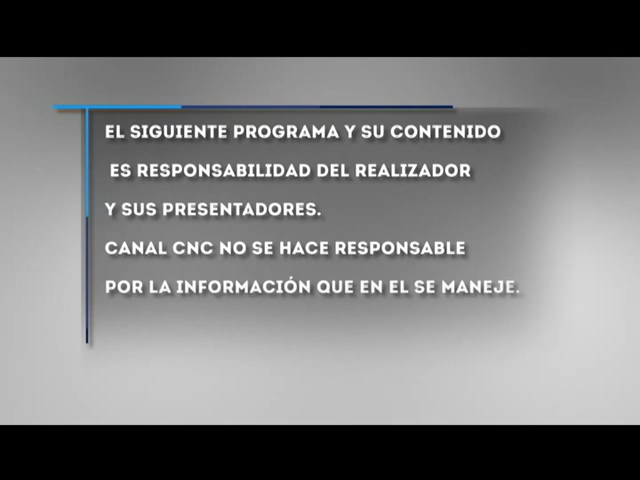 EL SIGUIENTE PROGRAMA Y SU CONTENIDO
ES RESPONSABILIDAD DEL REALIZADOR
Y SUS PRESENTADORES.
CANAL CNC NO SE HACE RESPONSABLE
POR LA INFORMACIÓN QUE EN EL SE MANEJE.